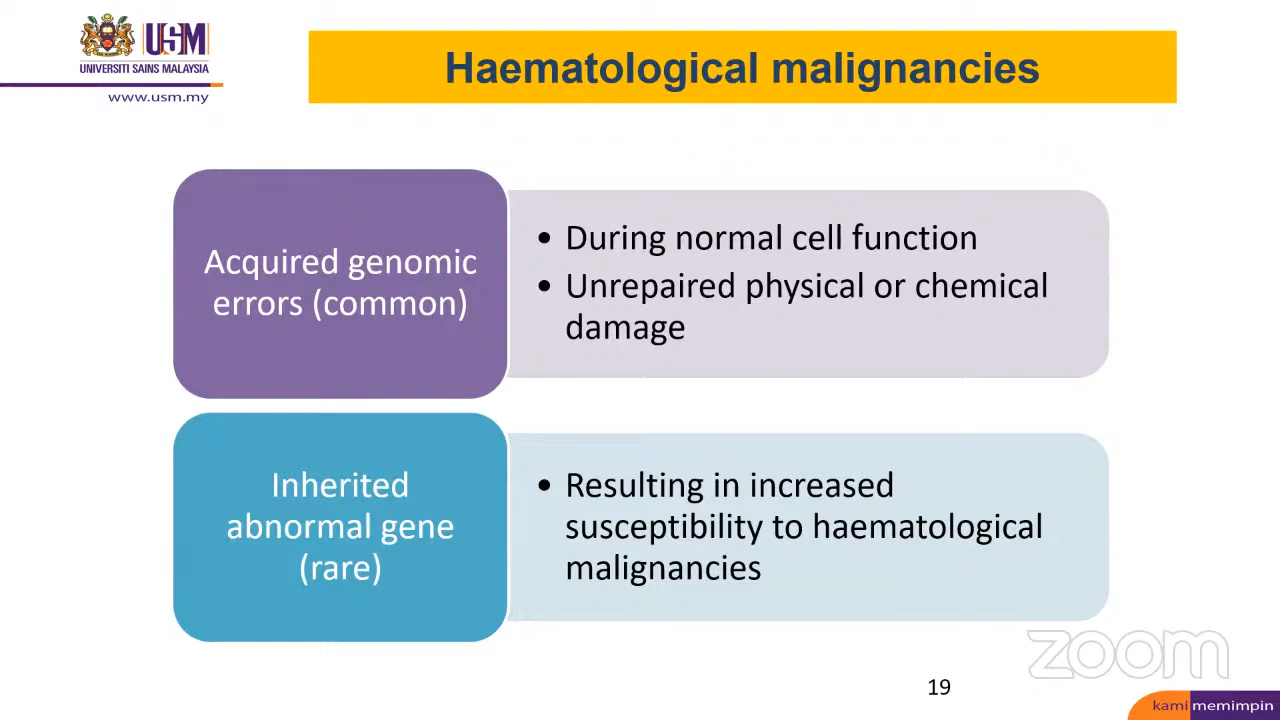 USM
UNIVERSITI SAINS MALAYSIA
www.usm.my
Haematological malignancies
Acquired genomic
errors (common)
• During normal cell function
• Unrepaired physical or chemical
damage
Inherited
abnormal gene
(rare)
• Resulting in increased
susceptibility to haematological
malignancies
zoom
19
kami memimpin